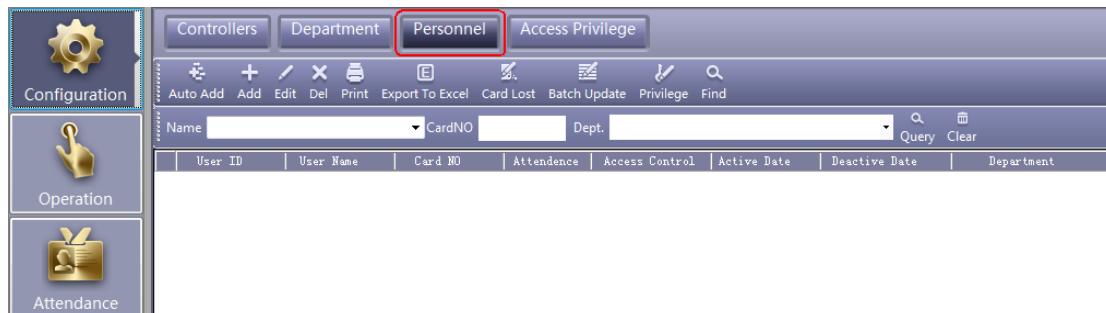 Controllers Department Personnel Access Privilege
Auto Add Add Edit Del Print E Export To Excel Card Lost Batch Update Privilege Find
Configuration
Name CardNO Dept. Query Clear
User ID User Name Card NO Attendence Access Control Active Date Deactive Date Department
Operation
Attendance